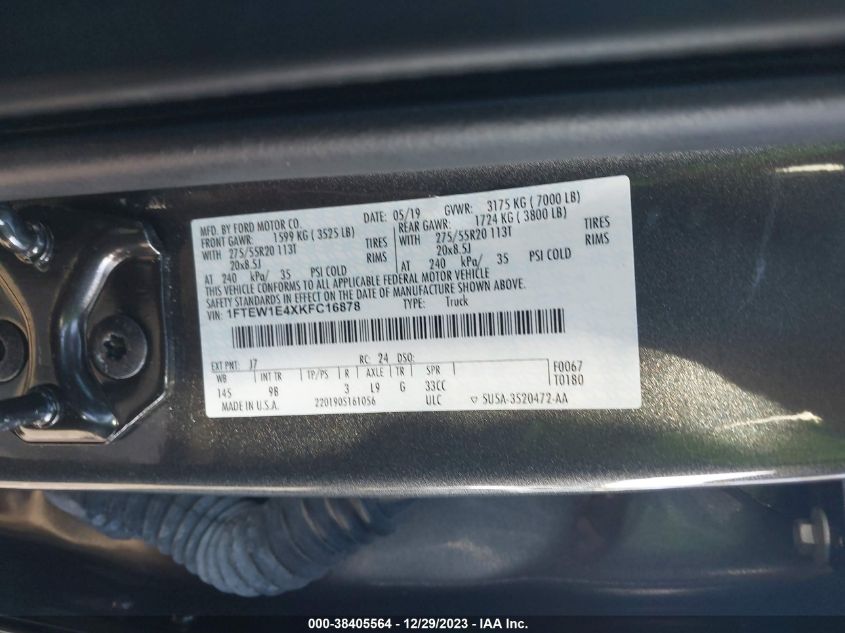 MFD. BY FORD MOTOR CO. DATE: 05/19 GVWR: 3175 KG ( 7000 LB)
FRONT GAWR: 1599 KG ( 3525 LB) REAR GAWR: 1724 KG ( 3800 LB)
WITH 275/55R20 113T TIRES WITH 275/55R20 113T TIRES
20x8.5J RIMS 20x8.5J RIMS
AT 240 kPa/ 35 PSI COLD AT 240 kPa/ 35 PSI COLD
THIS VEHICLE CONFORMS TO ALL APPLICABLE FEDERAL MOTOR VEHICLE
SAFETY STANDARDS IN EFFECT ON THE DATE OF MANUFACTURE SHOWN ABOVE.
VIN: 1FTEW1E4XKFC16878 TYPE: Truck
EXT PNT: J7 RC: 24 DSO: F0067
WB INT TR TP/PS R AXLE TR SPR T0180
145 9B 3 L9 G 33CC
MADE IN U.S.A. 2201905161056 ULC ▽ SU5A-3520472-AA
000-38405564 - 12/29/2023 - IAA Inc.